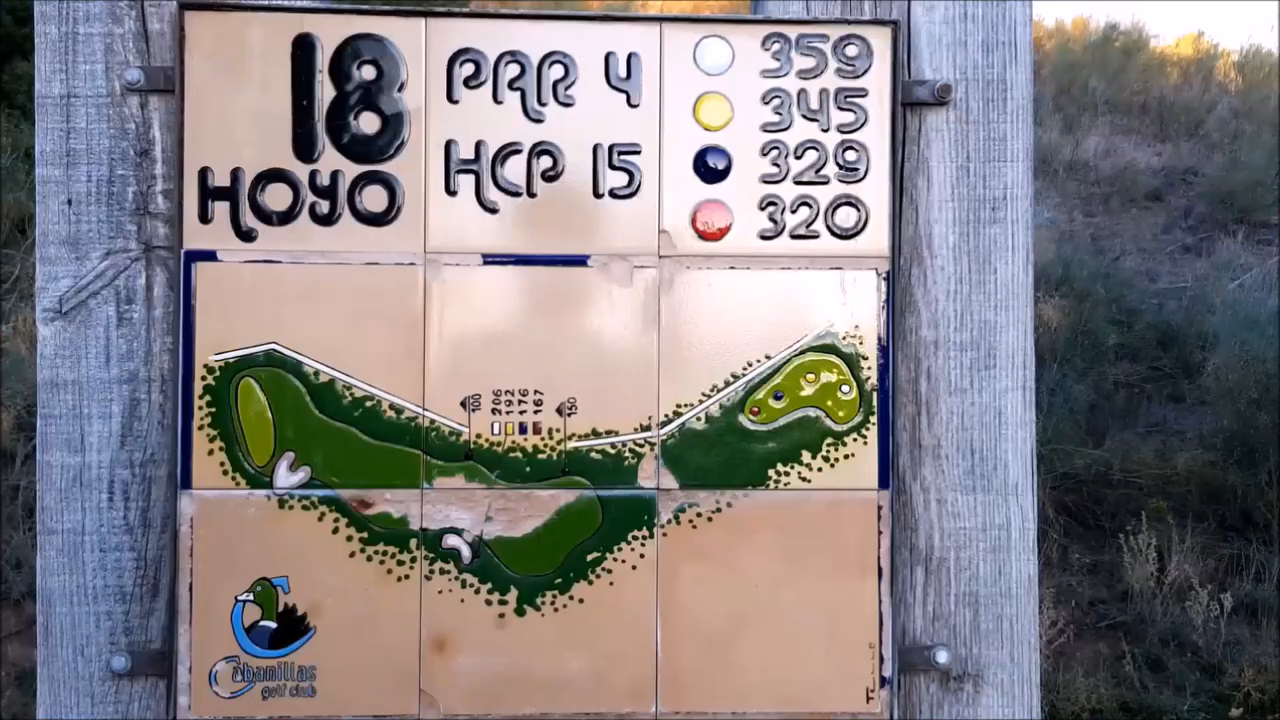 18
HOYO
PAR 4
HCP 15
359
345
329
320
100
206
192
176
167
150
Cabanillas
golf club